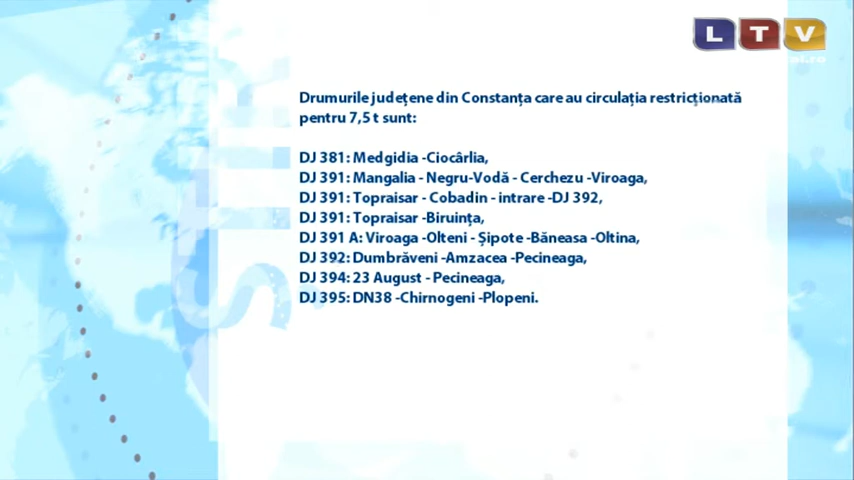 LTV
Drumurile județene din Constanța care au circulația restricționată
pentru 7,5 t sunt:
DJ 381: Medgidia -Ciocârlia,
DJ 391: Mangalia - Negru-Vodă - Cerchezu -Viroaga,
DJ 391: Topraisar - Cobadin - intrare -DJ 392,
DJ 391: Topraisar -Biruința,
DJ 391 A: Viroaga -Olteni - Șipote -Băneasa -Oltina,
DJ 392: Dumbrăveni -Amzacea -Pecineaga,
DJ 394: 23 August - Pecineaga,
DJ 395: DN38 -Chirnogeni -Plopeni.